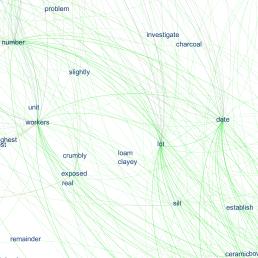 problem
investigate
number
charcoal
slightly
unit
date
workers
ghest
st
lot
loam
crumbly
clayey
exposed
real
silt
establish
remainder
ceramicbow